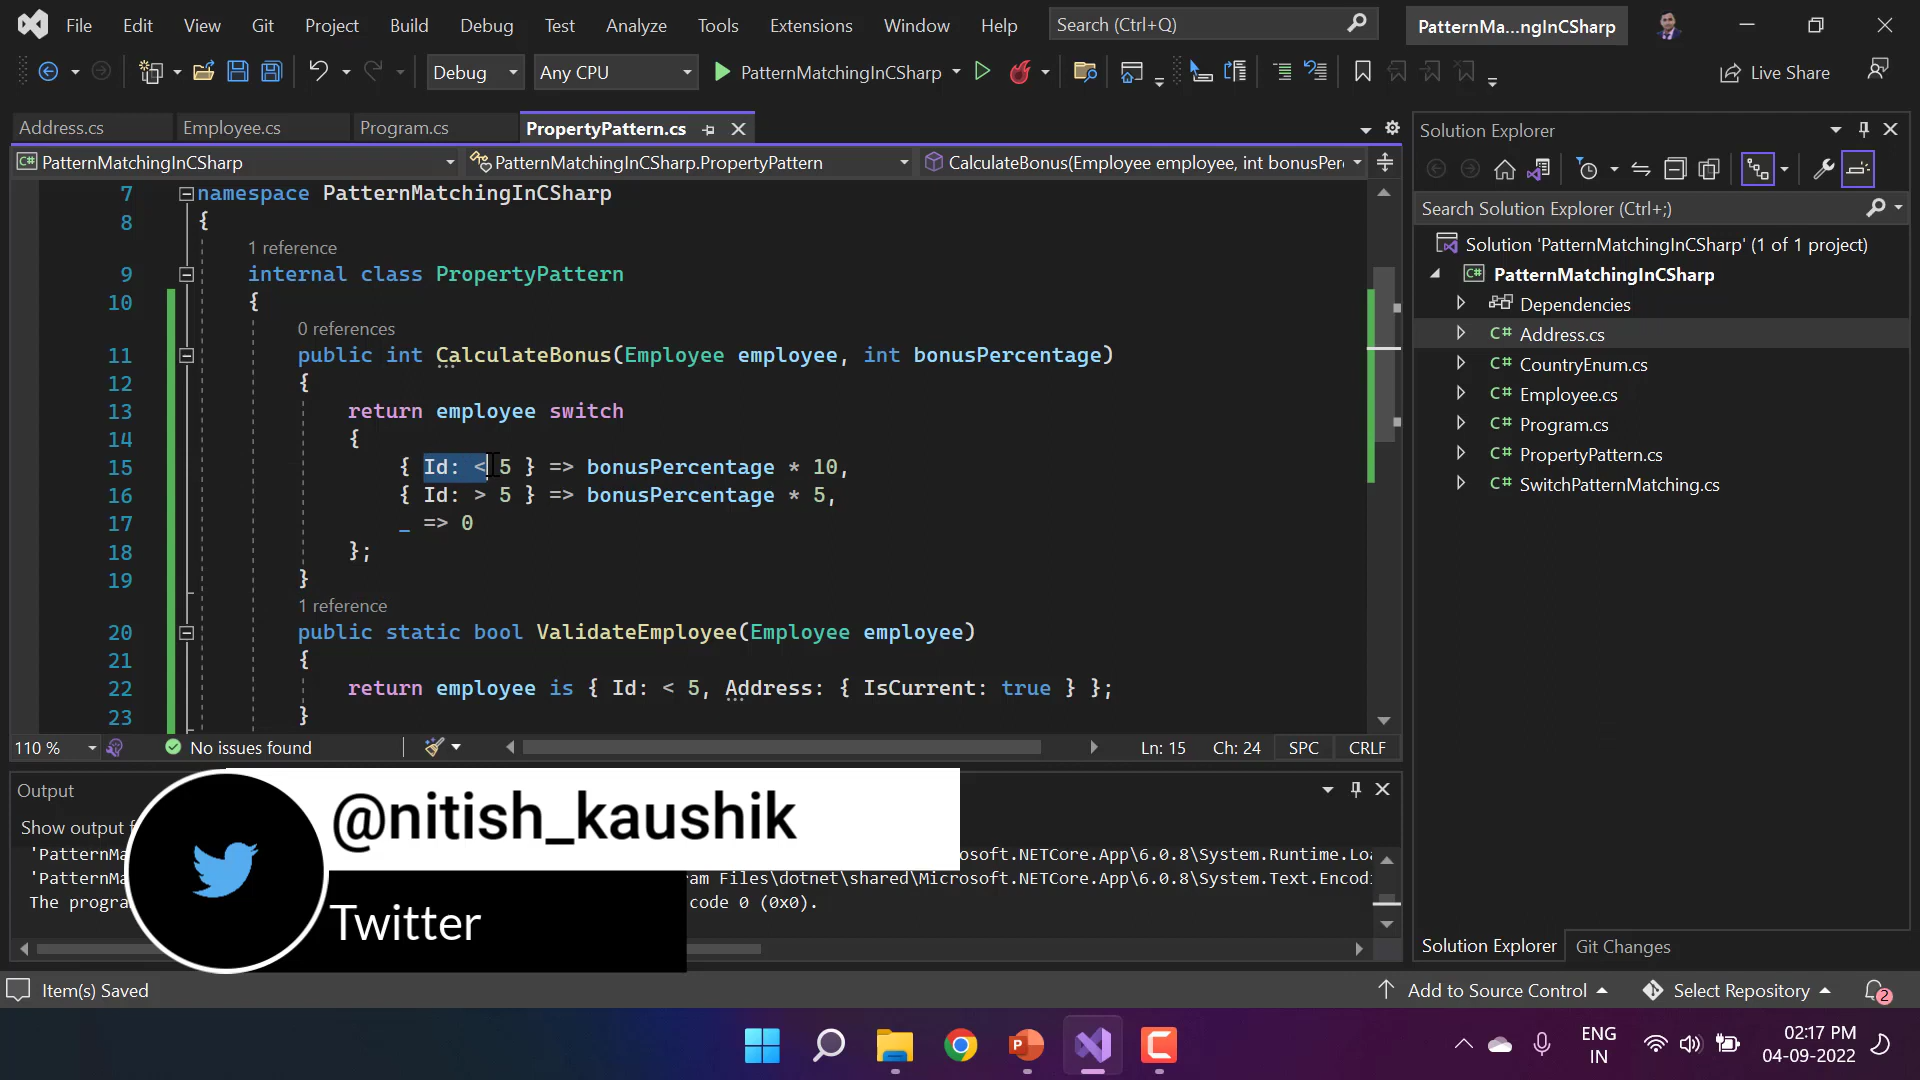 File Edit View Git Project Build Debug Test Analyze Tools Extensions Window Help Search (Ctrl+Q) PatternMa...ngInCSharp
Debug Any CPU PatternMatchingInCSharp Live Share
Address.cs Employee.cs Program.cs PropertyPattern.cs
PatternMatchingInCSharp PatternMatchingInCSharp.PropertyPattern CalculateBonus(Employee employee, int bonusPer
7 namespace PatternMatchingInCSharp
8 {
1 reference
9 internal class PropertyPattern
10 {
0 references
11 public int CalculateBonus(Employee employee, int bonusPercentage)
12 {
13 return employee switch
14 {
15 { Id: < 5 } => bonusPercentage * 10,
16 { Id: > 5 } => bonusPercentage * 5,
17 _ => 0
18 };
19 }
1 reference
20 public static bool ValidateEmployee(Employee employee)
21 {
22 return employee is { Id: < 5, Address: { IsCurrent: true } };
23 }
110 % No issues found Ln: 15 Ch: 24 SPC CRLF
Output
Show output f
'PatternMa osoft.NETCore.App\6.0.8\System.Runtime.Loa
'PatternMa ram Files\dotnet\shared\Microsoft.NETCore.App\6.0.8\System.Text.Encodi
The progra code 0 (0x0).
@nitish_kaushik
Twitter
Solution Explorer
Search Solution Explorer (Ctrl+;)
Solution 'PatternMatchingInCSharp' (1 of 1 project)
PatternMatchingInCSharp
Dependencies
C# Address.cs
C# CountryEnum.cs
C# Employee.cs
C# Program.cs
C# PropertyPattern.cs
C# SwitchPatternMatching.cs
Solution Explorer Git Changes
Item(s) Saved Add to Source Control Select Repository 2
ENG
IN
02:17 PM
04-09-2022